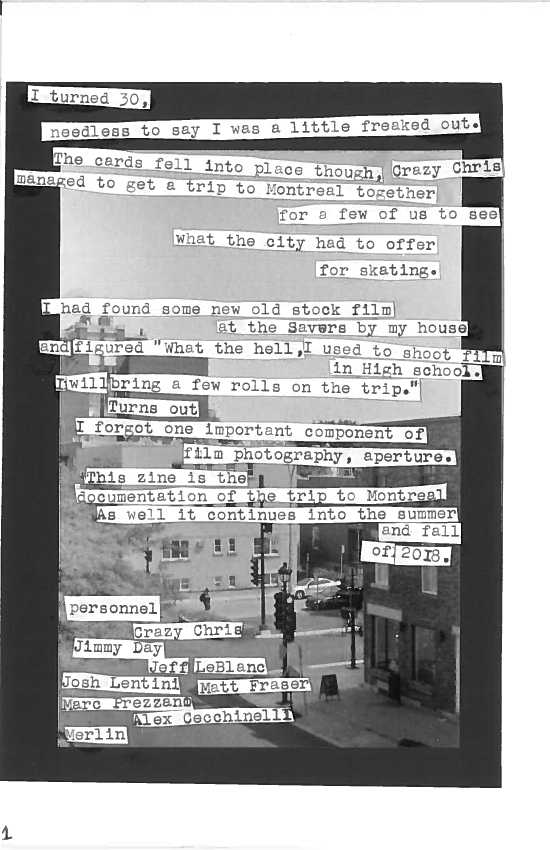 I turned 30,
needless to say I was a little freaked out.
The cards fell into place though, Crazy Chris
managed to get a trip to Montreal together
for a few of us to see
what the city had to offer
for skating.
I had found some new old stock film
at the Savers by my house
and figured "What the hell, I used to shoot film
in High school.
I will bring a few rolls on the trip."
Turns out
I forgot one important component of
film photography, aperture.
This zine is the
documentation of the trip to Montreal
As well it continues into the summer
and fall
of 2018.
personnel
Crazy Chris
Jimmy Day
Jeff LeBlanc
Josh Lentini Matt Fraser
Marc Prezzano
Alex Cecchinelli
Merlin
1